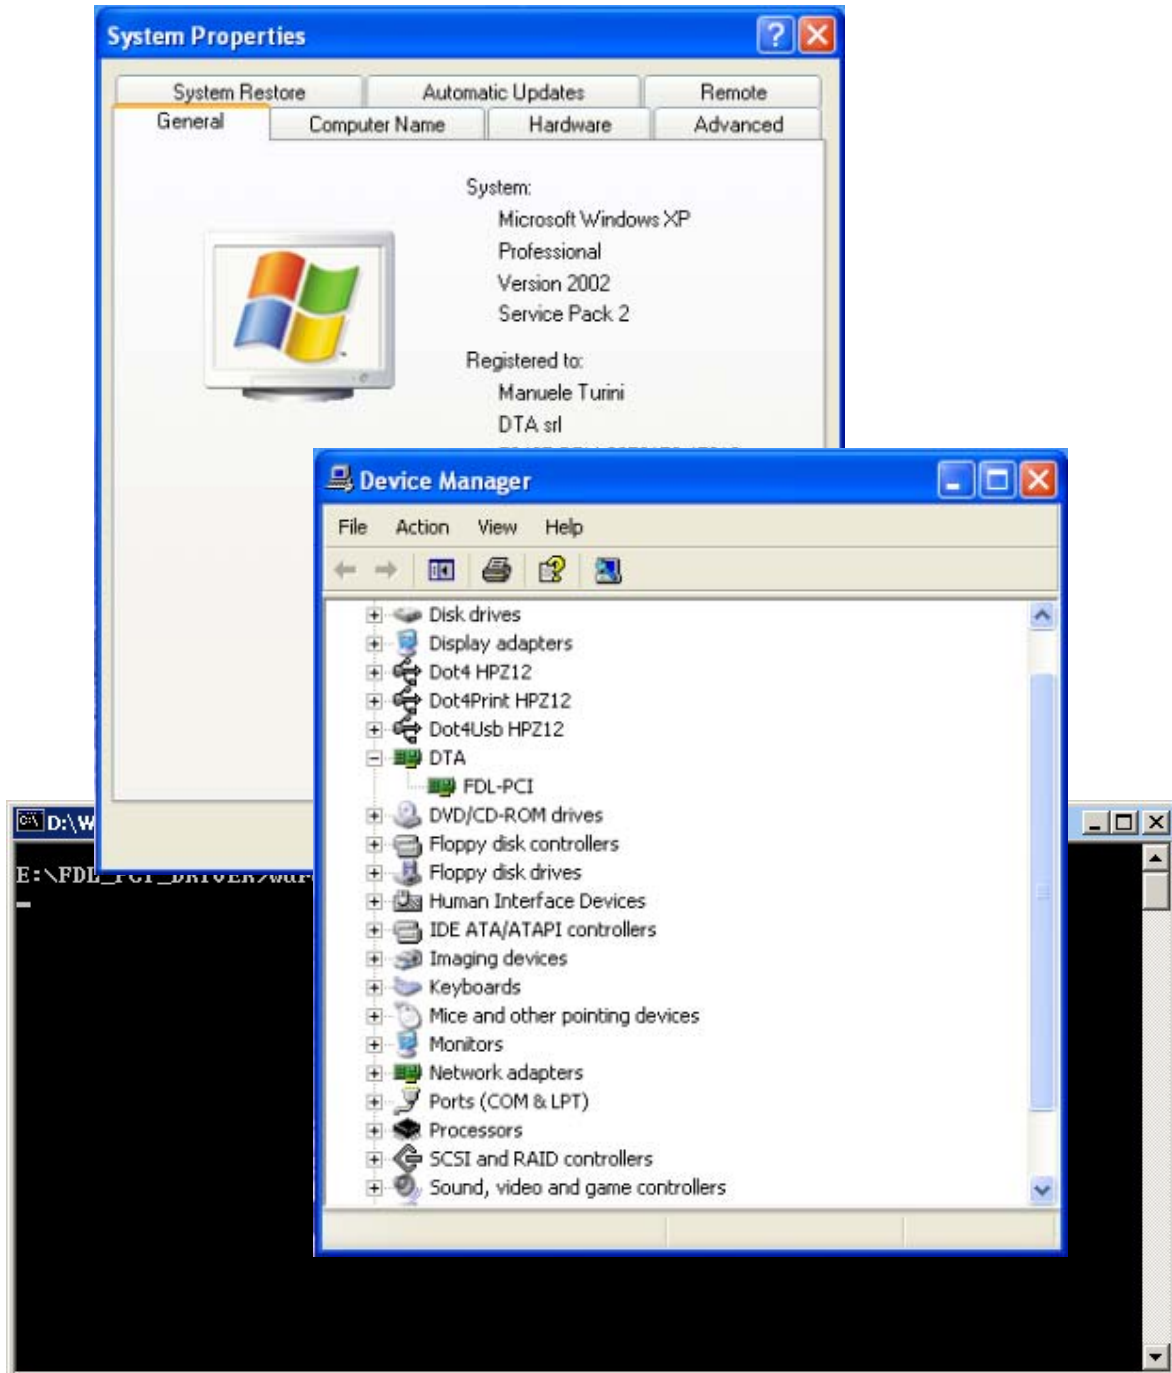 System Properties
System Restore
Automatic Updates
Remote
General
Computer Name
Hardware
Advanced
System:
Microsoft Windows XP
Professional
Version 2002
Service Pack 2
Registered to:
Manuele Turini
DTA srl
Device Manager
File Action View Help
Disk drives
Display adapters
Dot4 HPZ12
Dot4Print HPZ12
Dot4Usb HPZ12
DTA
FDL-PCI
DVD/CD-ROM drives
Floppy disk controllers
Floppy disk drives
Human Interface Devices
IDE ATA/ATAPI controllers
Imaging devices
Keyboards
Mice and other pointing devices
Monitors
Network adapters
Ports (COM & LPT)
Processors
SCSI and RAID controllers
Sound, video and game controllers
D:\W
E:\FDL_PCI_DRIVER>